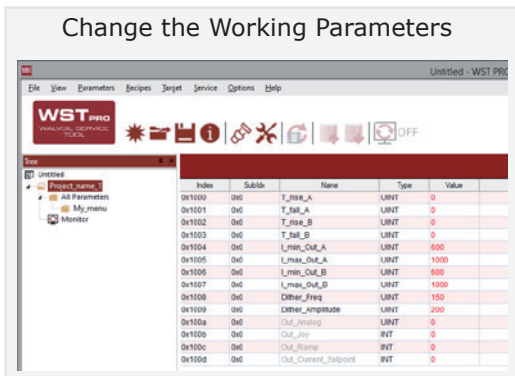 Change the Working Parameters
Untitled - WST PRO
File View Parameters Recipes Target Service Options Help
WST PRO
WALVOIL SERVICE
TOOL
OFF
Tree
Untitled
Project_name_1
All Parameters
My_menu
Monitor
Index SubIdx Name Type Value
0x1000 0x0 T_rise_A UINT 0
0x1001 0x0 T_fall_A UINT 0
0x1002 0x0 T_rise_B UINT 0
0x1003 0x0 T_fall_B UINT 0
0x1004 0x0 I_min_Out_A UINT 600
0x1005 0x0 I_max_Out_A UINT 1000
0x1006 0x0 I_min_Out_B UINT 600
0x1007 0x0 I_max_Out_B UINT 1000
0x1008 0x0 Dither_Freq UINT 150
0x1009 0x0 Dither_Amplitude UINT 200
0x100a 0x0 Out_Analog UINT 0
0x100b 0x0 Out_Joy INT 0
0x100c 0x0 Out_Ramp INT 0
0x100d 0x0 Out_Current_Setpoint INT 0